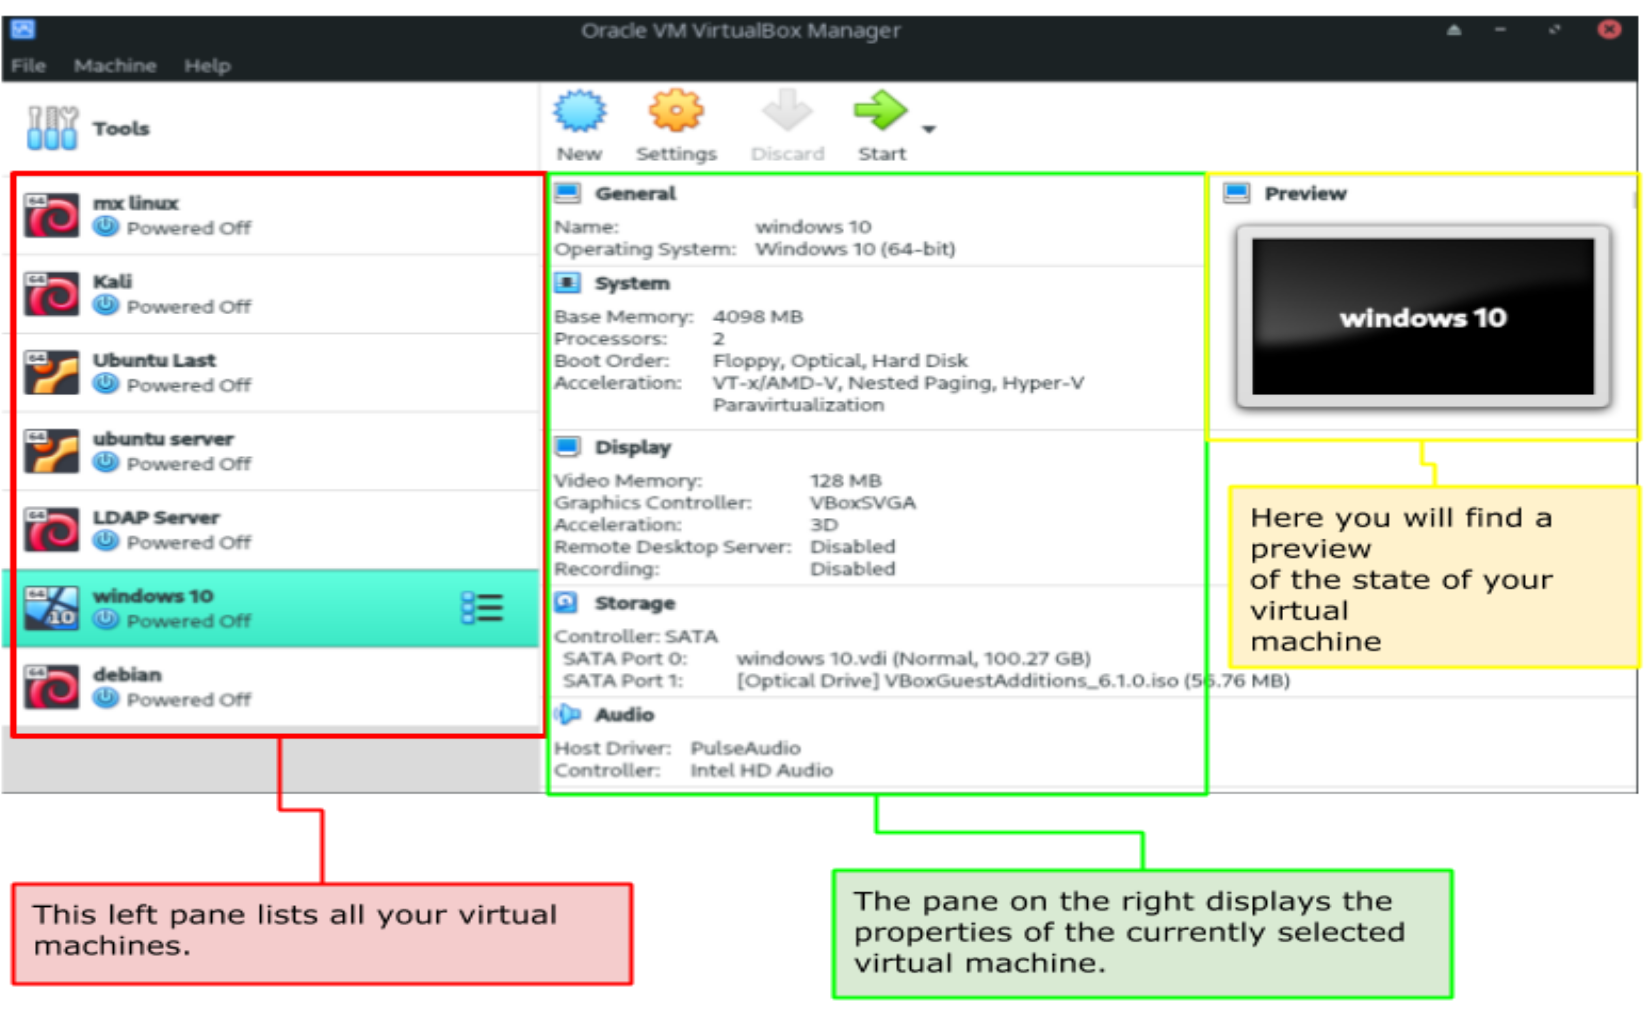 Oracle VM VirtualBox Manager
File Machine Help
Tools
New Settings Discard Start
64
mx linux
Powered Off
64
Kali
Powered Off
64
Ubuntu Last
Powered Off
64
ubuntu server
Powered Off
64
LDAP Server
Powered Off
64
10
windows 10
Powered Off
64
debian
Powered Off
General
Name: windows 10
Operating System: Windows 10 (64-bit)
System
Base Memory: 4098 MB
Processors: 2
Boot Order: Floppy, Optical, Hard Disk
Acceleration: VT-x/AMD-V, Nested Paging, Hyper-V
Paravirtualization
Display
Video Memory: 128 MB
Graphics Controller: VBoxSVGA
Acceleration: 3D
Remote Desktop Server: Disabled
Recording: Disabled
Storage
Controller: SATA
SATA Port 0: windows 10.vdi (Normal, 100.27 GB)
SATA Port 1: [Optical Drive] VBoxGuestAdditions_6.1.0.iso (56.76 MB)
Audio
Host Driver: PulseAudio
Controller: Intel HD Audio
Preview
windows 10
Here you will find a
preview
of the state of your
virtual
machine
This left pane lists all your virtual
machines.
The pane on the right displays the
properties of the currently selected
virtual machine.